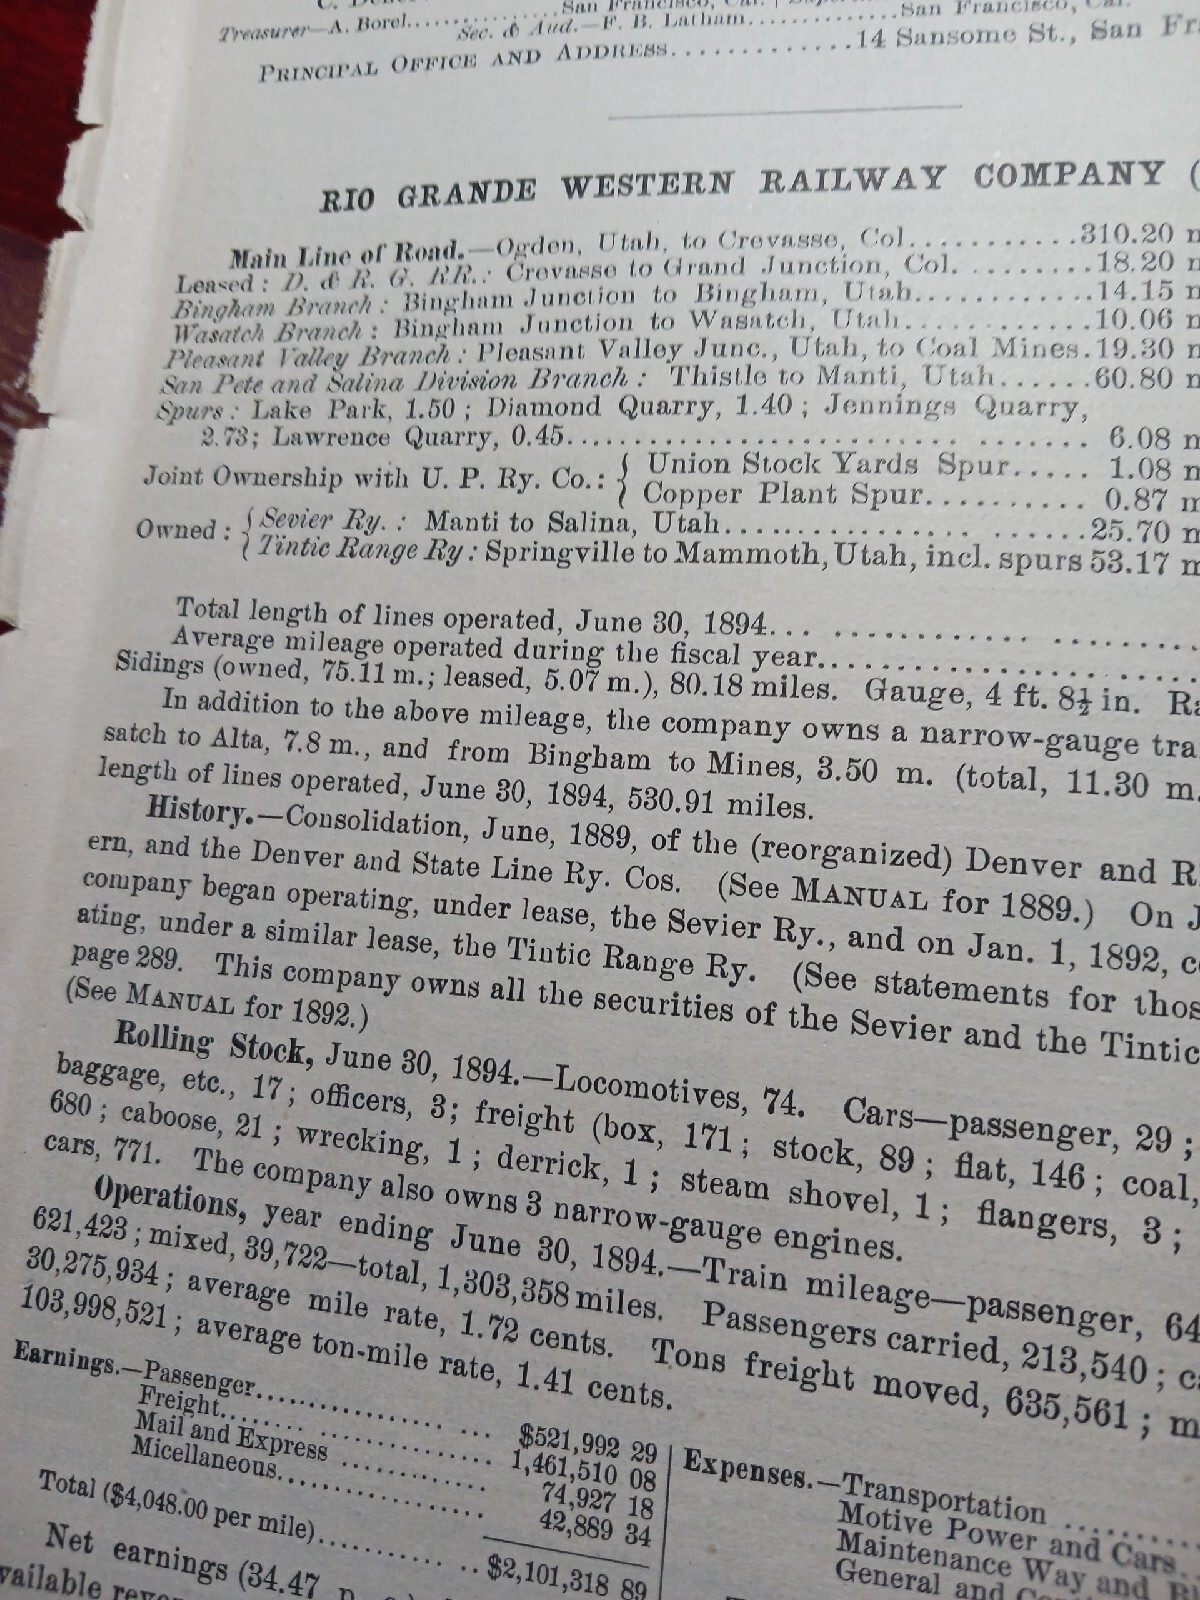 San Francisco, Cal.
Treasurer—A. Borel............ Sec. & Aud.—F. B. Latham.............San Francisco, Cal.
PRINCIPAL OFFICE AND ADDRESS.............14 Sansome St., San Fr
RIO GRANDE WESTERN RAILWAY COMPANY (
Main Line of Road.—Ogden, Utah, to Crevasse, Col...........310.20 m
Leased: D. & R. G. RR.: Crevasse to Grand Junction, Col. ........18.20 m
Bingham Branch: Bingham Junction to Bingham, Utah............14.15 m
Wasatch Branch: Bingham Junction to Wasatch, Utah............10.06 m
Pleasant Valley Branch: Pleasant Valley Junc., Utah, to Coal Mines.19.30 m
San Pete and Salina Division Branch: Thistle to Manti, Utah......60.80 m
Spurs: Lake Park, 1.50; Diamond Quarry, 1.40; Jennings Quarry,
2.73; Lawrence Quarry, 0.45................................ 6.08 m
Joint Ownership with U. P. Ry. Co.: { Union Stock Yards Spur..... 1.08 m
{ Copper Plant Spur.......... 0.87 m
Owned: { Sevier Ry.: Manti to Salina, Utah......................25.70 m
{ Tintic Range Ry: Springville to Mammoth, Utah, incl. spurs 53.17 m
Total length of lines operated, June 30, 1894... ............ .........
Average mileage operated during the fiscal year.........................
Sidings (owned, 75.11 m.; leased, 5.07 m.), 80.18 miles. Gauge, 4 ft. 8½ in. Ra
In addition to the above mileage, the company owns a narrow-gauge tra
satch to Alta, 7.8 m., and from Bingham to Mines, 3.50 m. (total, 11.30 m.
length of lines operated, June 30, 1894, 530.91 miles.
History.—Consolidation, June, 1889, of the (reorganized) Denver and R
ern, and the Denver and State Line Ry. Cos. (See MANUAL for 1889.) On J
company began operating, under lease, the Sevier Ry., and on Jan. 1, 1892, c
ating, under a similar lease, the Tintic Range Ry. (See statements for thos
page 289. This company owns all the securities of the Sevier and the Tintic
(See MANUAL for 1892.)
Rolling Stock, June 30, 1894.—Locomotives, 74. Cars—passenger, 29;
baggage, etc., 17; officers, 3; freight (box, 171; stock, 89; flat, 146; coal,
680; caboose, 21; wrecking, 1; derrick, 1; steam shovel, 1; flangers, 3;
cars, 771. The company also owns 3 narrow-gauge engines.
Operations, year ending June 30, 1894.—Train mileage—passenger, 64
621,423; mixed, 39,722—total, 1,303,358 miles. Passengers carried, 213,540; c
30,275,934; average mile rate, 1.72 cents. Tons freight moved, 635,561; m
103,998,521; average ton-mile rate, 1.41 cents.
Earnings.—Passenger...................... $521,992 29
Freight........................ 1,461,510 08
Mail and Express ............. 74,927 18
Micellaneous................... 42,889 34
Total ($4,048.00 per mile)................$2,101,318 89
Expenses.—Transportation ...........
Motive Power and Cars..
Maintenance Way and
General and
Net earnings (34.47 p.